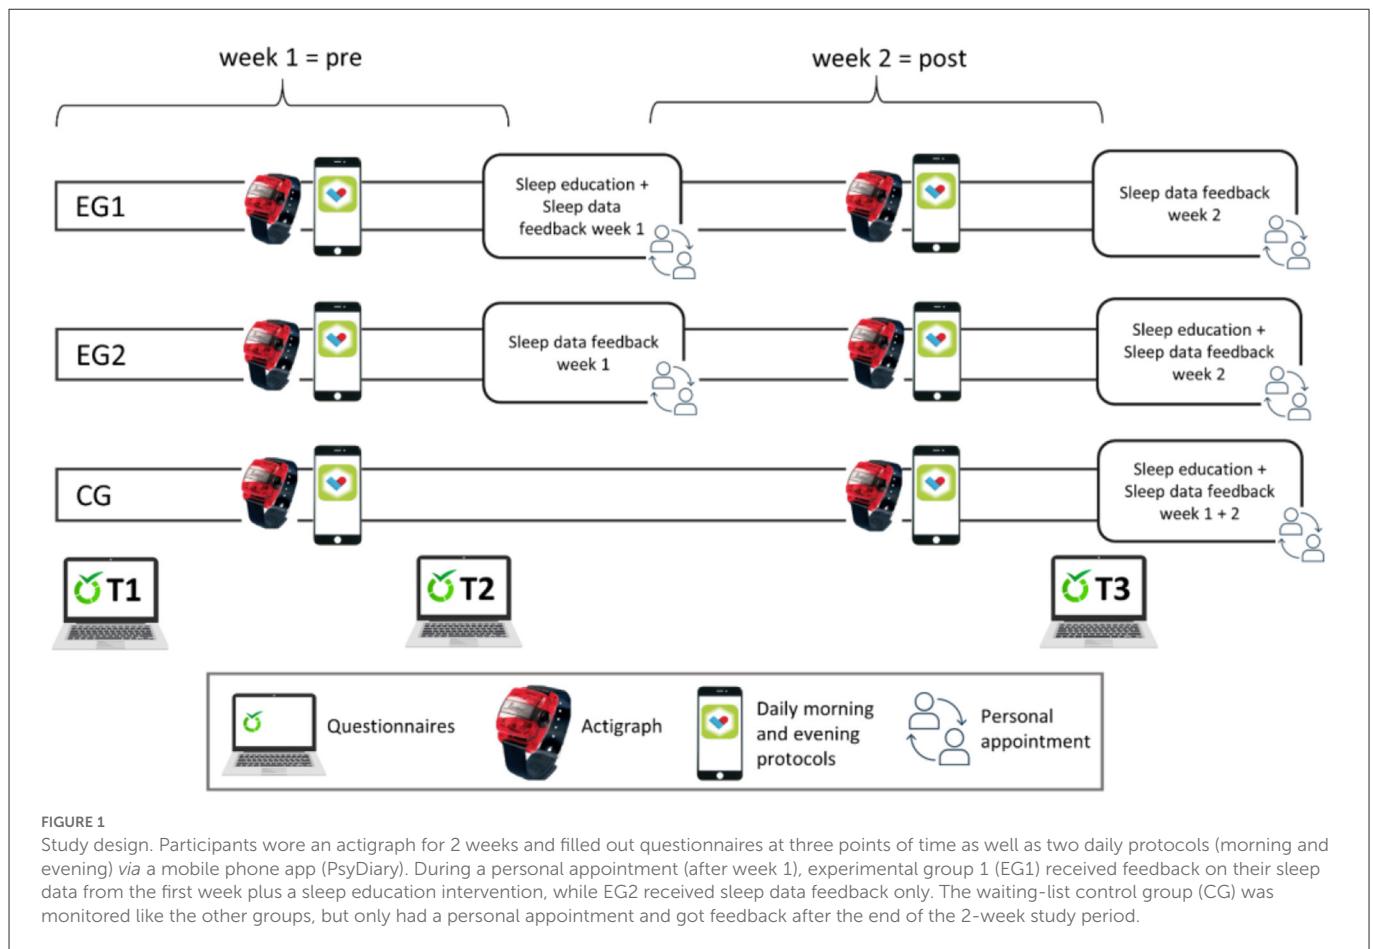 week 1 = pre
week 2 = post
EG1
Sleep education +
Sleep data
feedback week 1
Sleep data feedback
week 2
EG2
Sleep data feedback
week 1
Sleep education +
Sleep data feedback
week 2
CG
Sleep education +
Sleep data feedback
week 1 + 2
T1
T2
T3
Questionnaires
Actigraph
Daily morning
and evening
protocols
Personal
appointment
FIGURE 1
Study design. Participants wore an actigraph for 2 weeks and filled out questionnaires at three points of time as well as two daily protocols (morning and
evening) via a mobile phone app (PsyDiary). During a personal appointment (after week 1), experimental group 1 (EG1) received feedback on their sleep
data from the first week plus a sleep education intervention, while EG2 received sleep data feedback only. The waiting-list control group (CG) was
monitored like the other groups, but only had a personal appointment and got feedback after the end of the 2-week study period.